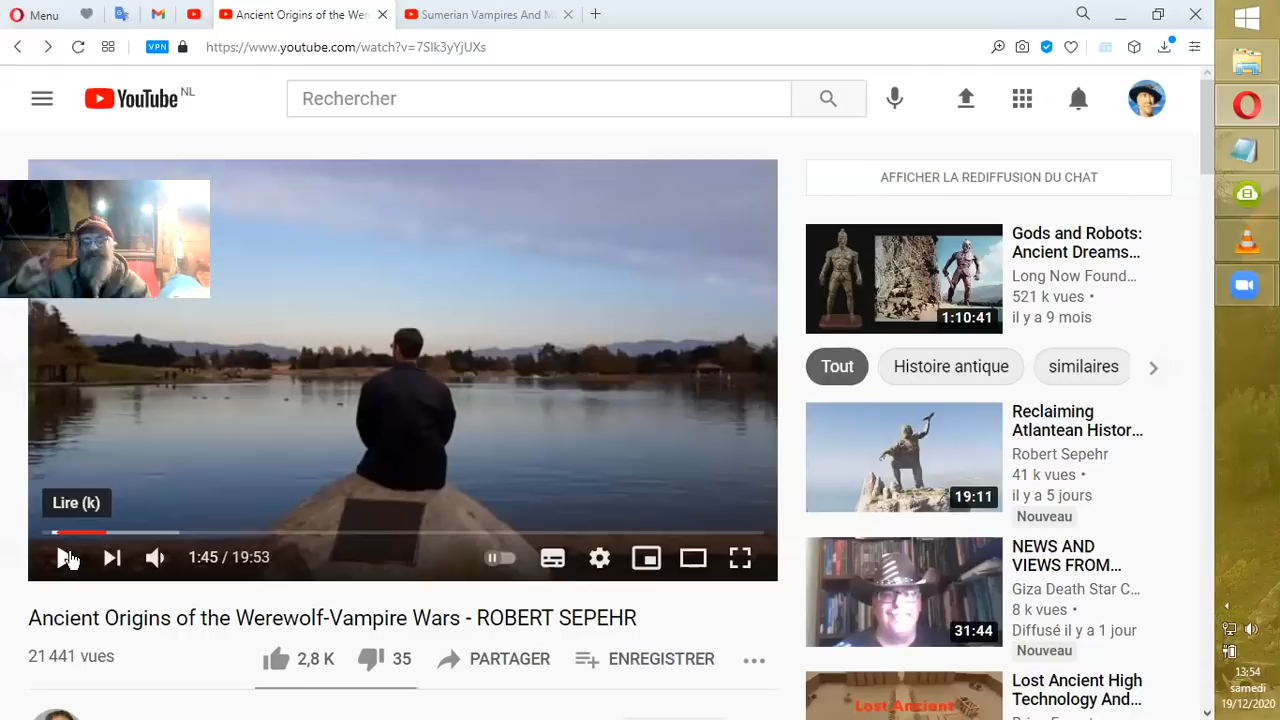 Menu
Ancient Origins of the Were
Sumerian Vampires And M
VPN
https://www.youtube.com/watch?v=7SIk3yYjUXs
YouTube NL
Rechercher
AFFICHER LA REDIFFUSION DU CHAT
Gods and Robots:
Ancient Dreams...
Long Now Found...
521 k vues •
il y a 9 mois
1:10:41
Tout
Histoire antique
similaires
Reclaiming
Atlantean Histor...
Robert Sepehr
41 k vues •
il y a 5 jours
Nouveau
19:11
NEWS AND
VIEWS FROM...
Giza Death Star C...
8 k vues •
Diffusé il y a 1 jour
Nouveau
31:44
Lost Ancient High
Technology And...
Lost Ancient
Lire (k)
1:45 / 19:53
Ancient Origins of the Werewolf-Vampire Wars - ROBERT SEPEHR
21 441 vues
2,8 K
35
PARTAGER
ENREGISTRER
13:54
samedi
19/12/2020